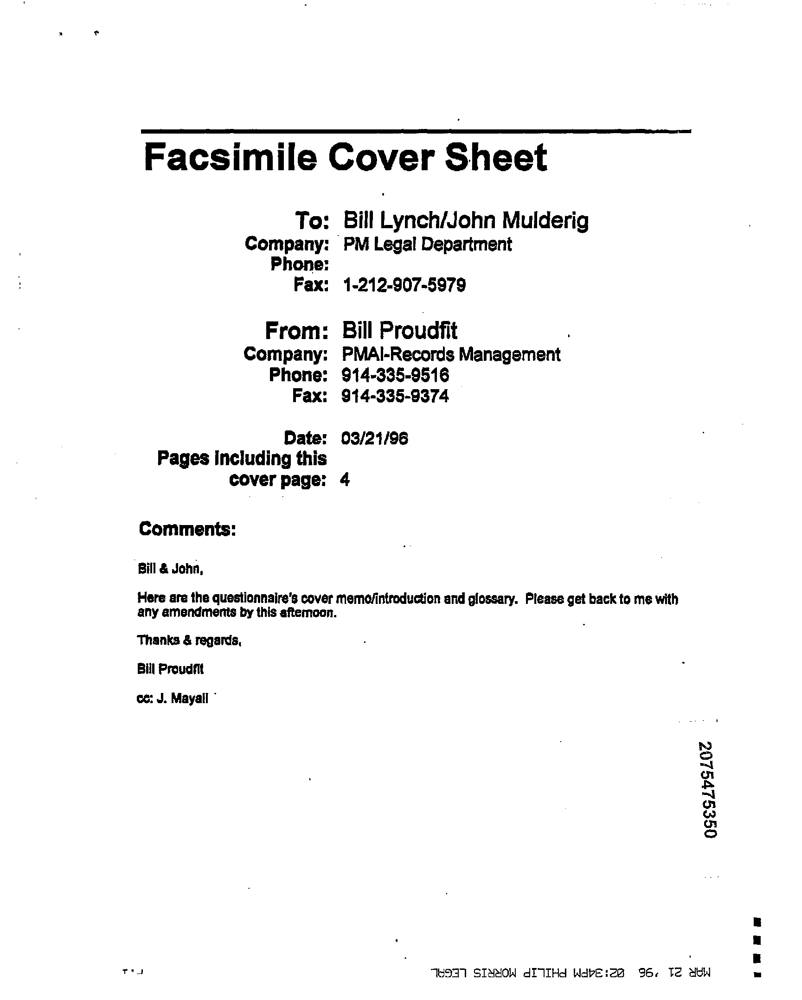 Facsimile Cover Sheet
To: Bill Lynch/John Mulderig
Company: PM Legal Department
Phone:
Fax: 1-212-907-5979
From: Bill Proudfit
Company: PMAI-Records Management
Phone: 914-335-9516
Fax: 914-335-9374
Date: 03/21/96
Pages including this
cover page: 4
Comments:
Bill & John,
Here are the questionnaire's cover memo/introduction and glossary. Please get back to me with
any amendments by this afternoon.
Thanks & regards,
Bill Proudfit
cc: J. Mayall
2075475350
MAR 21 '96 02:34PM PHILIP MORRIS LEGAL